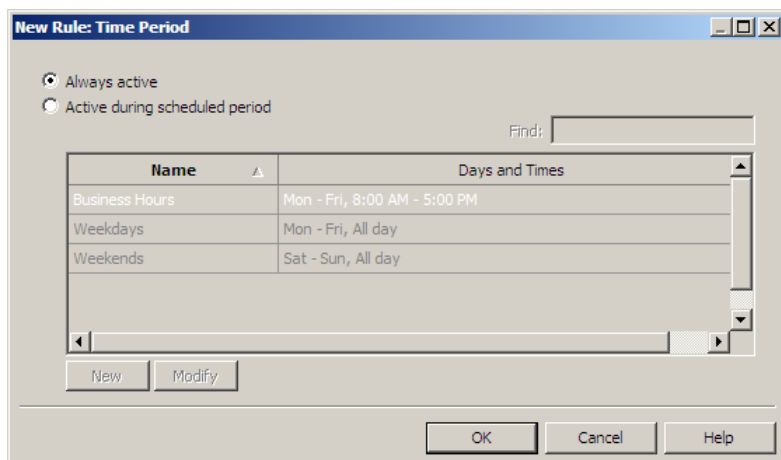 New Rule: Time Period
Always active
Active during scheduled period
Find:
Name Days and Times
Business Hours Mon - Fri, 8:00 AM - 5:00 PM
Weekdays Mon - Fri, All day
Weekends Sat - Sun, All day
New Modify
OK Cancel Help